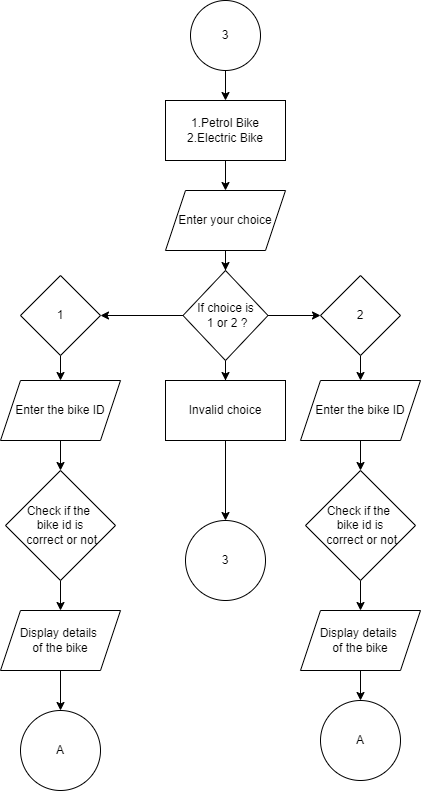 3
1.Petrol Bike
2.Electric Bike
Enter your choice
If choice is
1 or 2 ?
1
2
Enter the bike ID
Invalid choice
Enter the bike ID
Check if the
bike id is
correct or not
3
Check if the
bike id is
correct or not
Display details
of the bike
Display details
of the bike
A
A